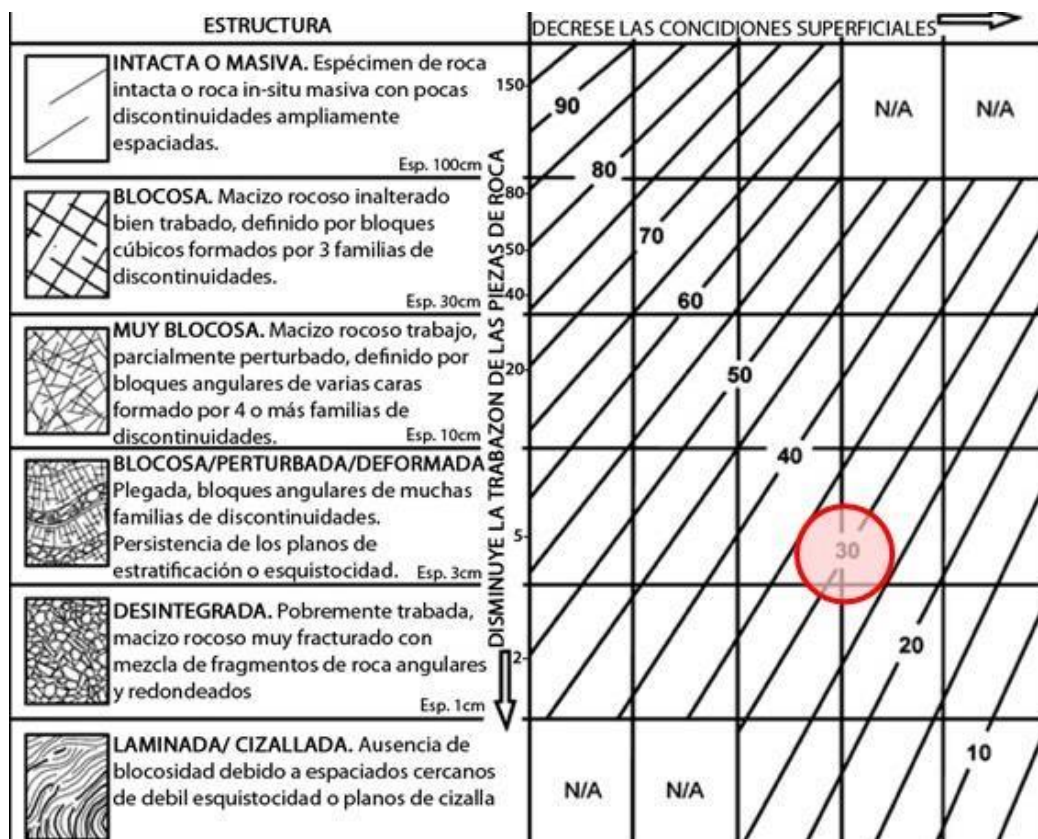 ESTRUCTURA
DECRESE LAS CONCIDIONES SUPERFICIALES
INTACTA O MASIVA. Espécimen de roca
intacta o roca in-situ masiva con pocas
discontinuidades ampliamente
espaciadas.
Esp. 100cm
BLOCOSA. Macizo rocoso inalterado
bien trabado, definido por bloques
cúbicos formados por 3 familias de
discontinuidades.
Esp. 30cm
MUY BLOCOSA. Macizo rocoso trabajo,
parcialmente perturbado, definido por
bloques angulares de varias caras
formado por 4 o más familias de
discontinuidades.
Esp. 10cm
BLOCOSA/PERTURBADA/DEFORMADA
Plegada, bloques angulares de muchas
familias de discontinuidades.
Persistencia de los planos de
estratificación o esquistocidad.
Esp. 3cm
DESINTEGRADA. Pobremente trabada,
macizo rocoso muy fracturado con
mezcla de fragmentos de roca angulares
y redondeados
Esp. 1cm
LAMINADA/ CIZALLADA. Ausencia de
blocosidad debido a espaciados cercanos
de debil esquistocidad o planos de cizalla
DISMINUYE LA TRABAZON DE LAS PIEZAS DE ROCA
150
80
50
40
20
5
2
90
80
70
60
50
40
30
20
10
N/A
N/A
N/A
N/A